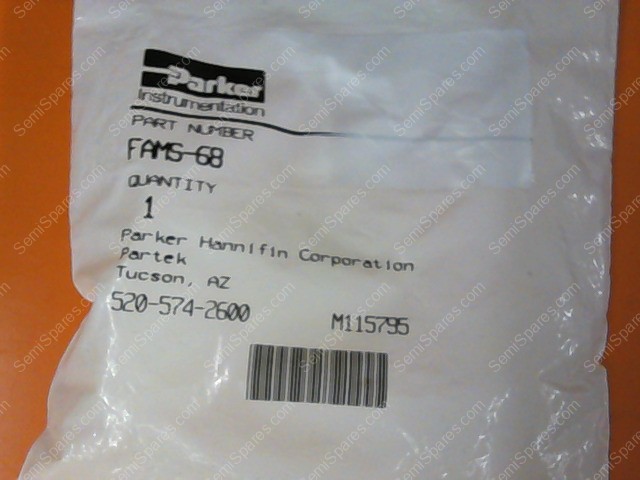 Parker
Instrumentation
PART NUMBER
FAMS-68
QUANTITY
1
Parker Hannifin Corporation
Partek
Tucson, AZ
520-574-2600
M115795
SemiSpares.com